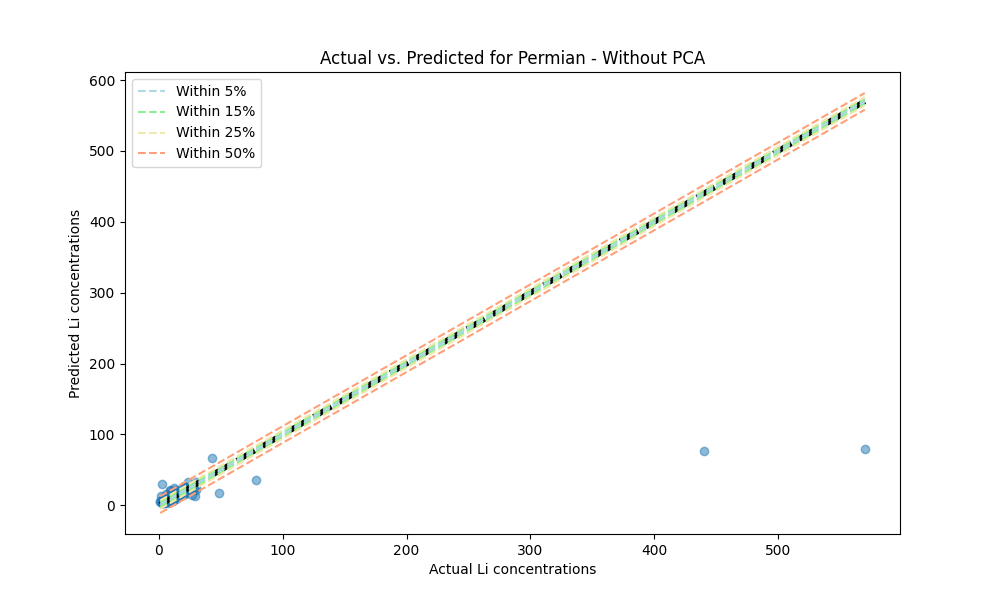 Actual vs. Predicted for Permian - Without PCA
Within 5%
Within 15%
Within 25%
Within 50%
Predicted Li concentrations
600
500
400
300
200
100
0
0 100 200 300 400 500
Actual Li concentrations